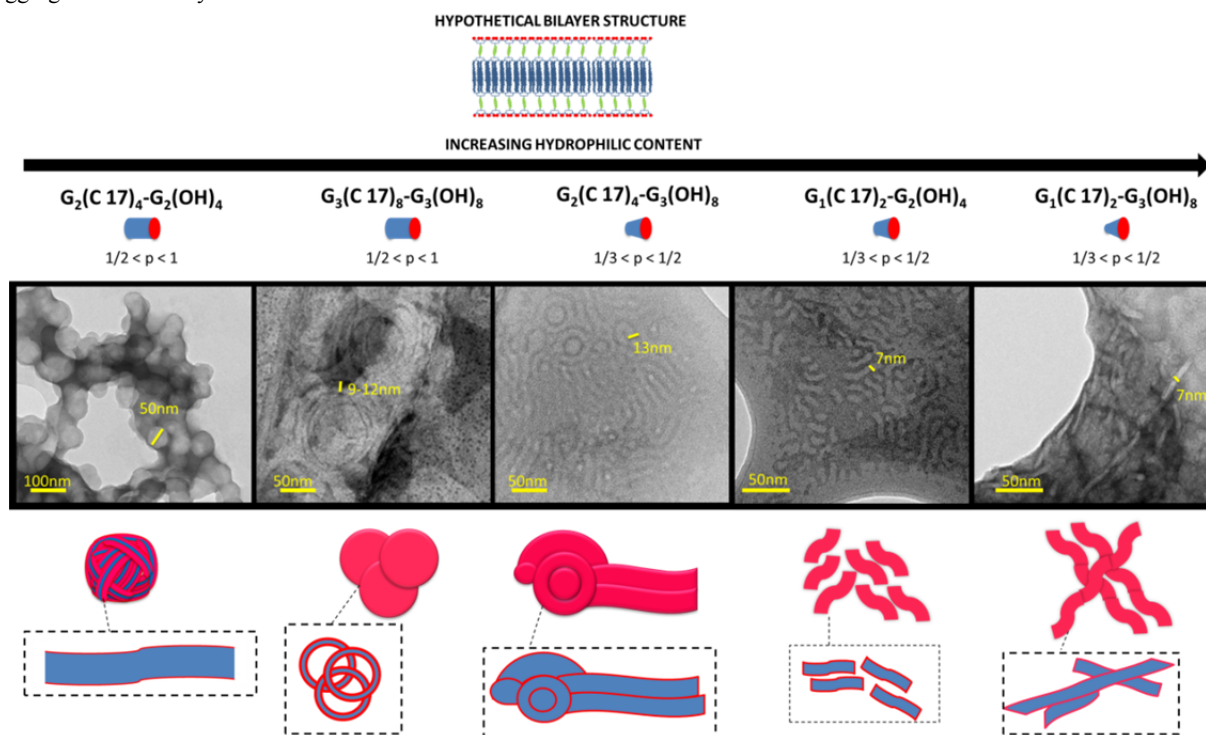 HYPOTHETICAL BILAYER STRUCTURE
INCREASING HYDROPHILIC CONTENT
G₂(C 17)₄-G₂(OH)₄
G₃(C 17)₈-G₃(OH)₈
G₂(C 17)₄-G₃(OH)₈
G₁(C 17)₂-G₂(OH)₄
G₁(C 17)₂-G₃(OH)₈
1/2 < p < 1
1/2 < p < 1
1/3 < p < 1/2
1/3 < p < 1/2
1/3 < p < 1/2
50nm
100nm
9-12nm
50nm
13nm
50nm
7nm
50nm
7nm
50nm